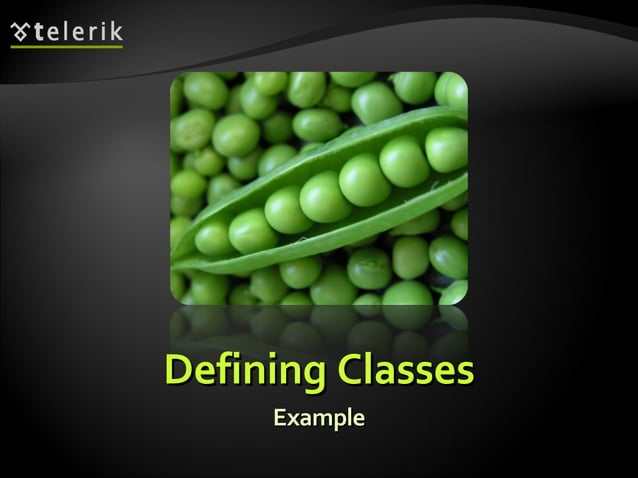 telerik
Defining Classes
Example